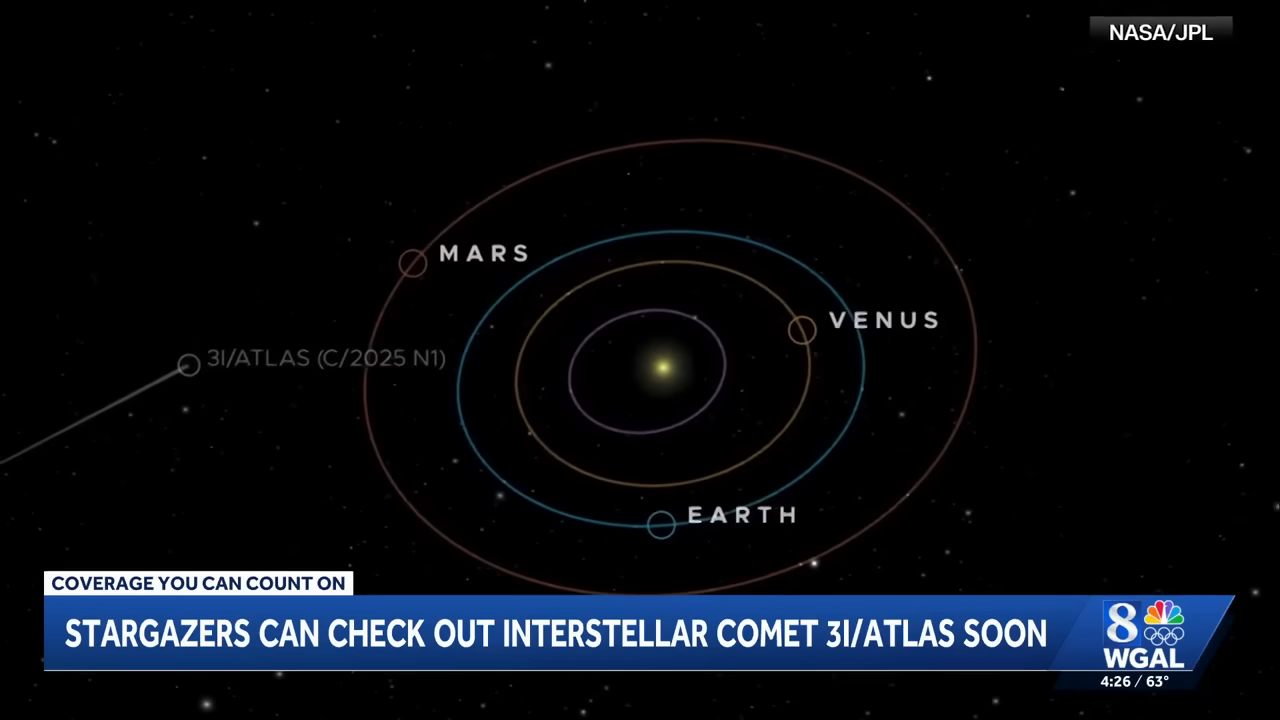 NASA/JPL
MARS
VENUS
3I/ATLAS (C/2025 N1)
EARTH
COVERAGE YOU CAN COUNT ON
STARGAZERS CAN CHECK OUT INTERSTELLAR COMET 3I/ATLAS SOON
8
WGAL
4:26 / 63°